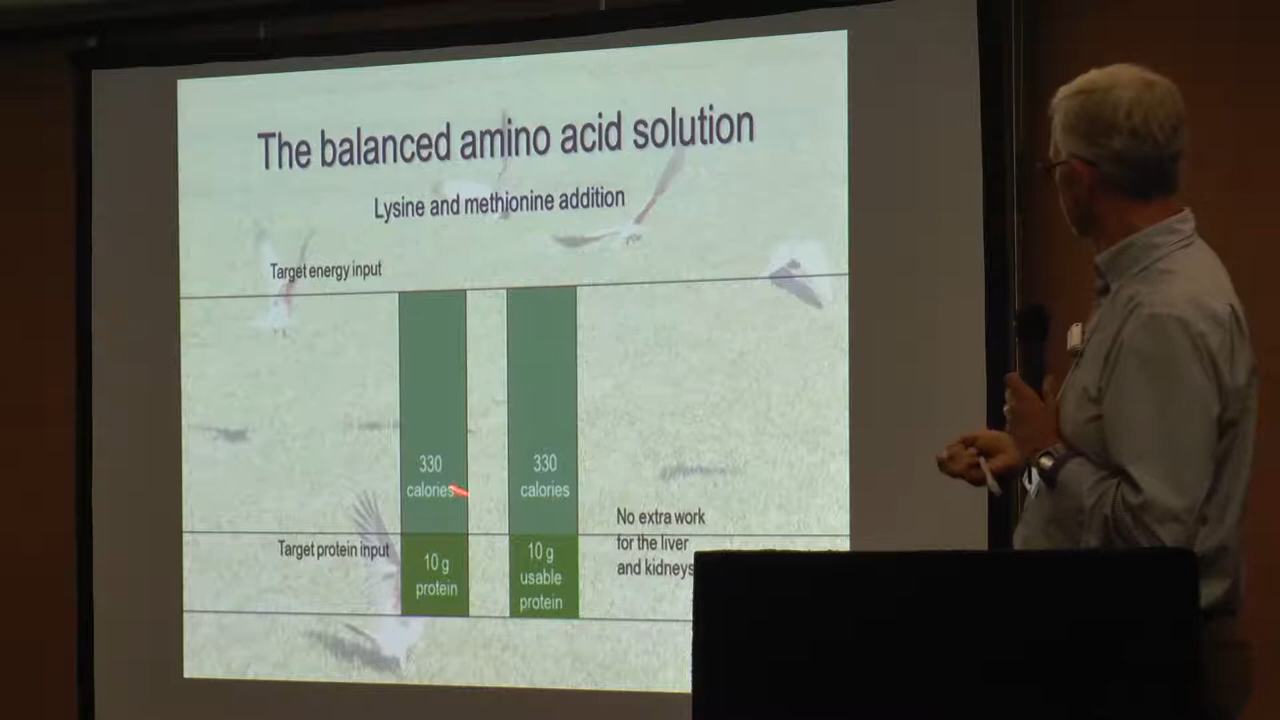 The balanced amino acid solution
Lysine and methionine addition
Target energy input
330
calories
330
calories
Target protein input
10 g
protein
10 g
usable
protein
No extra work
for the liver
and kidneys